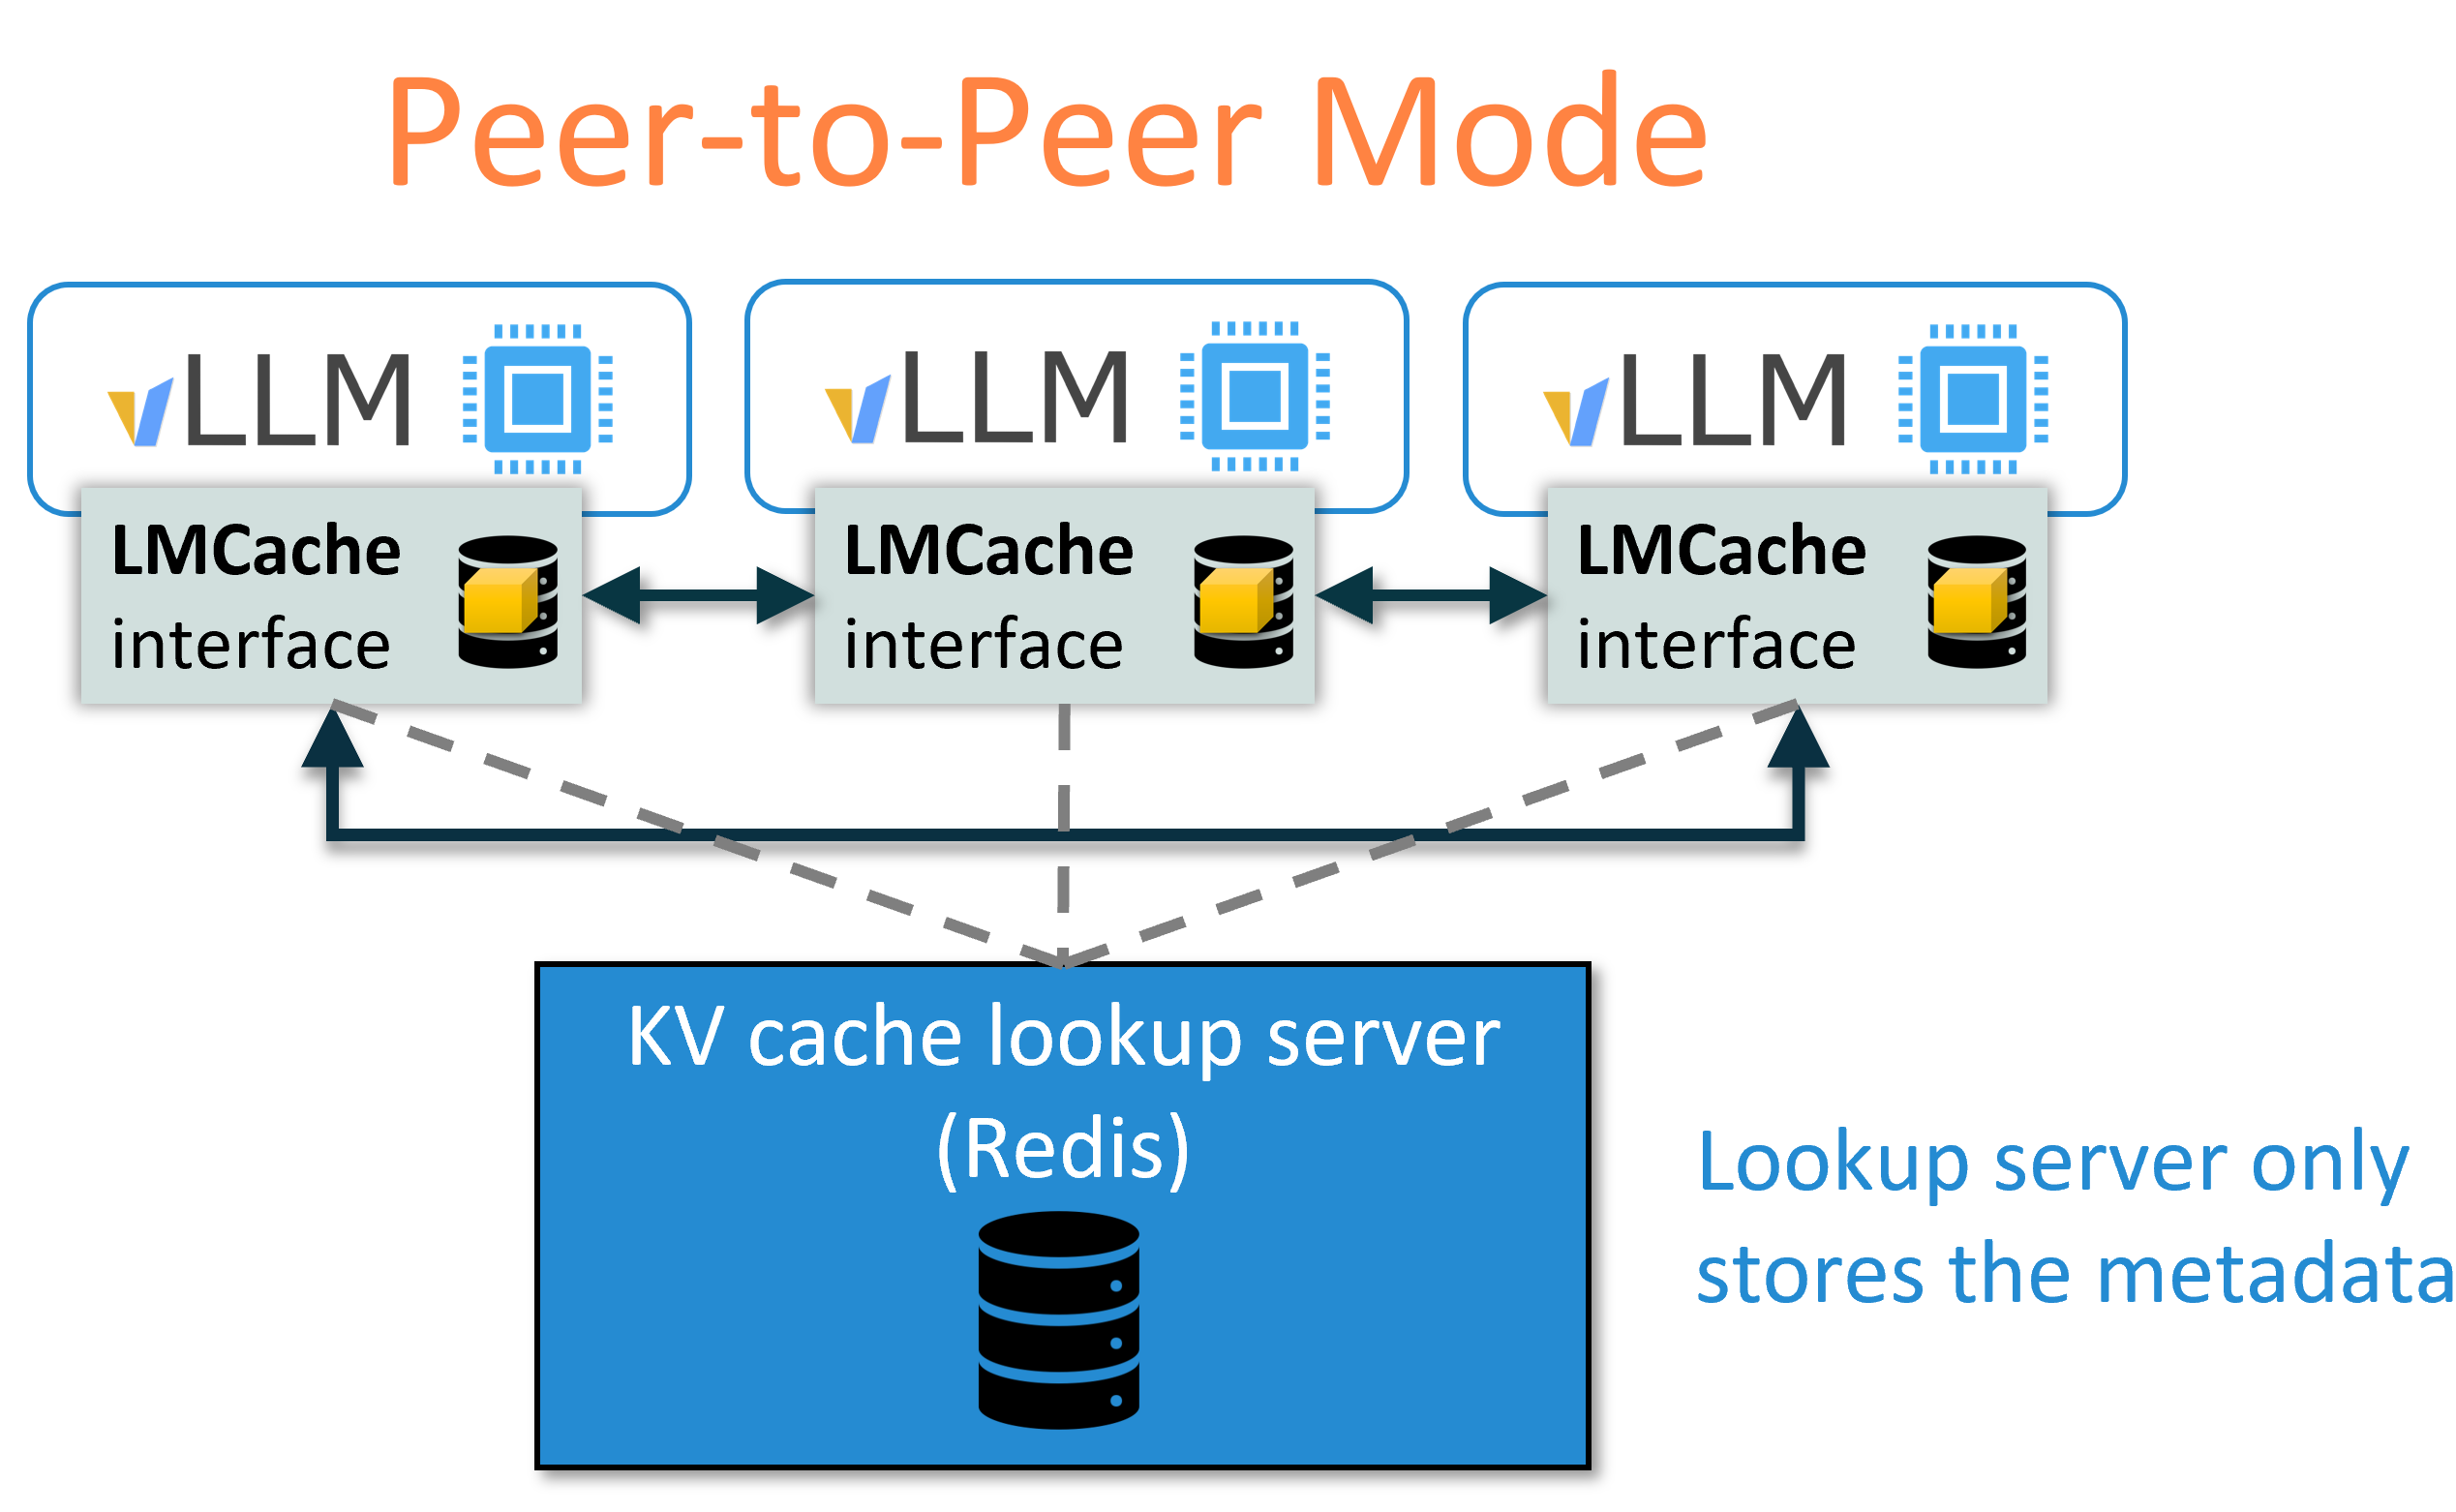 Peer-to-Peer Mode
vLLM
vLLM
vLLM
LMCache
interface
LMCache
interface
LMCache
interface
KV cache lookup server
(Redis)
Lookup server only
stores the metadata